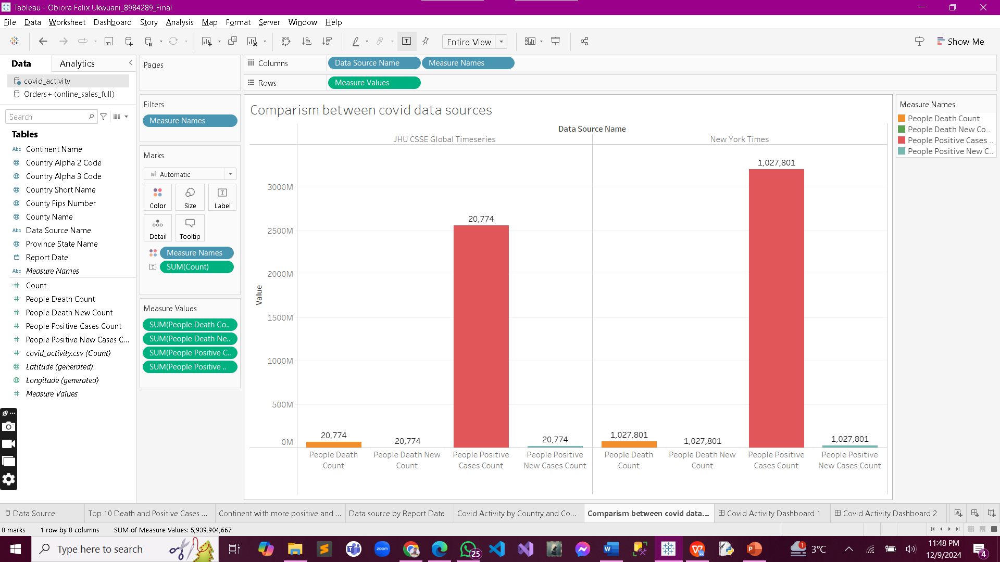 Tableau - Obiora Felix Ukwuani_8984289_Final
File Data Worksheet Dashboard Story Analysis Map Format Server Window Help
Entire View
Show Me
Data Analytics
covid_activity
Orders+ (online_sales_full)
Search
Tables
Abc Continent Name
Country Alpha 2 Code
Country Alpha 3 Code
Country Short Name
County Fips Number
County Name
Abc Data Source Name
Province State Name
Report Date
Abc Measure Names
Count
People Death Count
People Death New Count
People Positive Cases Count
People Positive New Cases C...
covid_activity.csv (Count)
Latitude (generated)
Longitude (generated)
Measure Values
Pages
Filters
Measure Names
Marks
Automatic
Color Size Label
Detail Tooltip
Measure Names
SUM(Count)
Measure Values
SUM(People Death Co..
SUM(People Death Ne..
SUM(People Positive C..
SUM(People Positive ..
Columns Data Source Name Measure Names
Rows Measure Values
Comparism between covid data sources
Data Source Name
JHU CSSE Global Timeseries New York Times
Value
3000M
2500M
2000M
1500M
1000M
500M
0M
20,774 20,774 20,774 20,774 1,027,801 1,027,801 1,027,801 1,027,801
People Death Count
People Death New Count
People Positive Cases Count
People Positive New Cases Count
People Death Count
People Death New Count
People Positive Cases Count
People Positive New Cases Count
Measure Names
People Death Count
People Death New Co..
People Positive Cases ..
People Positive New C..
Data Source Top 10 Death and Positive Cases ... Continent with more positive and ... Data source by Report Date Covid Activity by Country and Co... Comparism between covid data... Covid Activity Dashboard 1 Covid Activity Dashboard 2
8 marks 1 row by 8 columns SUM of Measure Values: 5,939,904,667
Type here to search
zoom
25
1
3°C
11:48 PM
12/9/2024
4